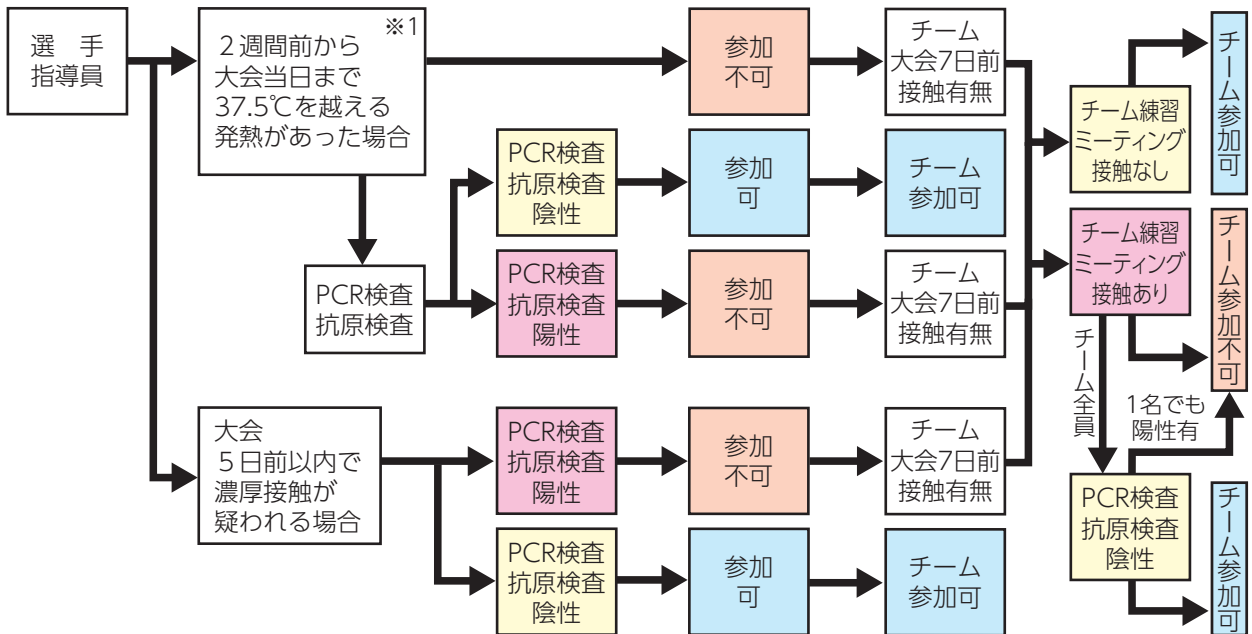 選　手
指導員
※1
２週間前から
大会当日まで
37.5℃を越える
発熱があった場合
参加
不可
チーム
大会7日前
接触有無
チーム練習
ミーティング
接触なし
チーム参加可
PCR検査
抗原検査
陰性
参加
可
チーム
参加可
PCR検査
抗原検査
PCR検査
抗原検査
陽性
参加
不可
チーム
大会7日前
接触有無
チーム練習
ミーティング
接触あり
チーム参加不可
チーム全員
1名でも
陽性有
大会
５日前以内で
濃厚接触が
疑われる場合
PCR検査
抗原検査
陽性
参加
不可
チーム
大会7日前
接触有無
PCR検査
抗原検査
陰性
チーム参加可
PCR検査
抗原検査
陰性
参加
可
チーム
参加可